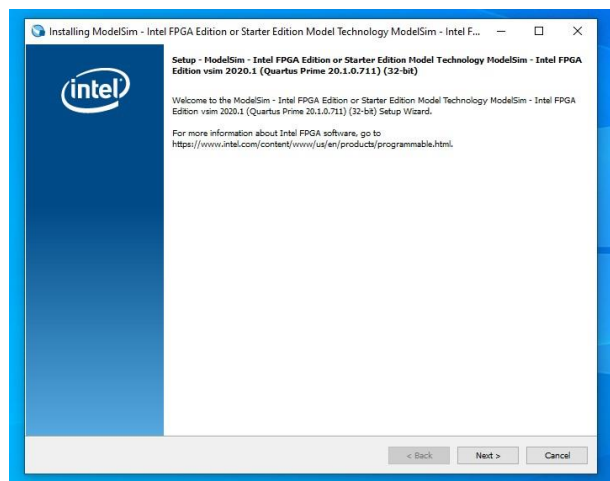 Installing ModelSim - Intel FPGA Edition or Starter Edition Model Technology ModelSim - Intel F...
intel
Setup - ModelSim - Intel FPGA Edition or Starter Edition Model Technology ModelSim - Intel FPGA
Edition vsim 2020.1 (Quartus Prime 20.1.0.711) (32-bit)
Welcome to the ModelSim - Intel FPGA Edition or Starter Edition Model Technology ModelSim - Intel FPGA
Edition vsim 2020.1 (Quartus Prime 20.1.0.711) (32-bit) Setup Wizard.
For more information about Intel FPGA software, go to
https://www.intel.com/content/www/us/en/products/programmable.html.
< Back Next > Cancel